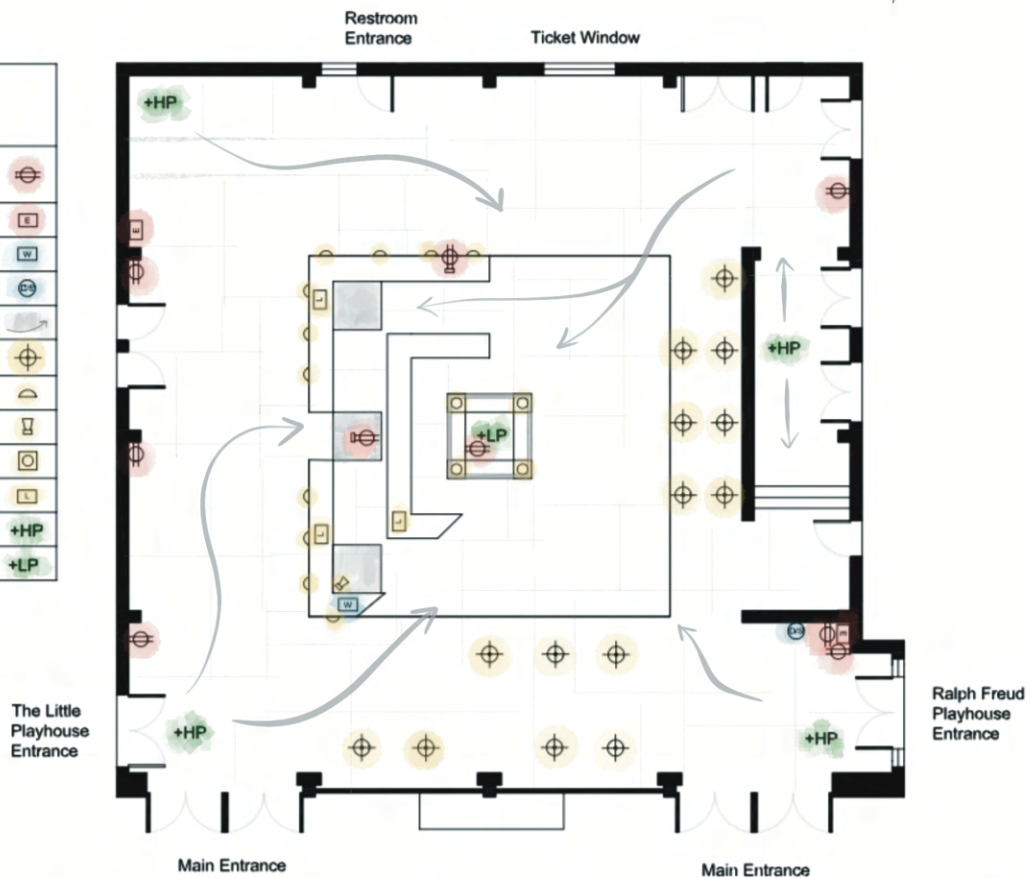 Restroom
Entrance
Ticket Window
+HP
E
W
D/S
L
+HP
+LP
E
L
+HP
+LP
L
L
W
D/S
E
The Little
Playhouse
Entrance
+HP
+HP
Ralph Freud
Playhouse
Entrance
Main Entrance
Main Entrance